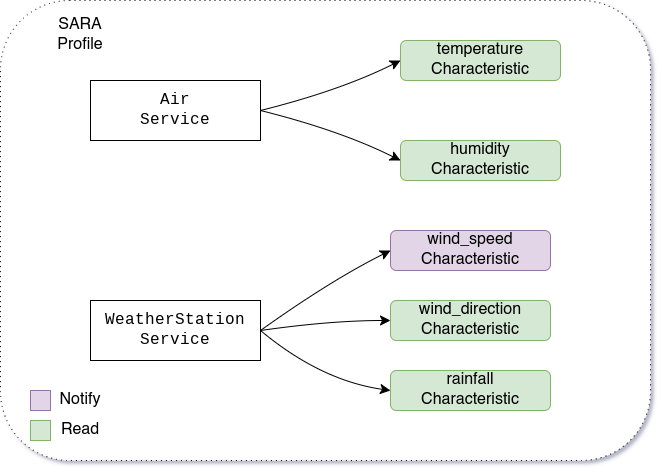 SARA
Profile
temperature
Characteristic
Air
Service
humidity
Characteristic
wind_speed
Characteristic
WeatherStation
Service
wind_direction
Characteristic
rainfall
Characteristic
Notify
Read